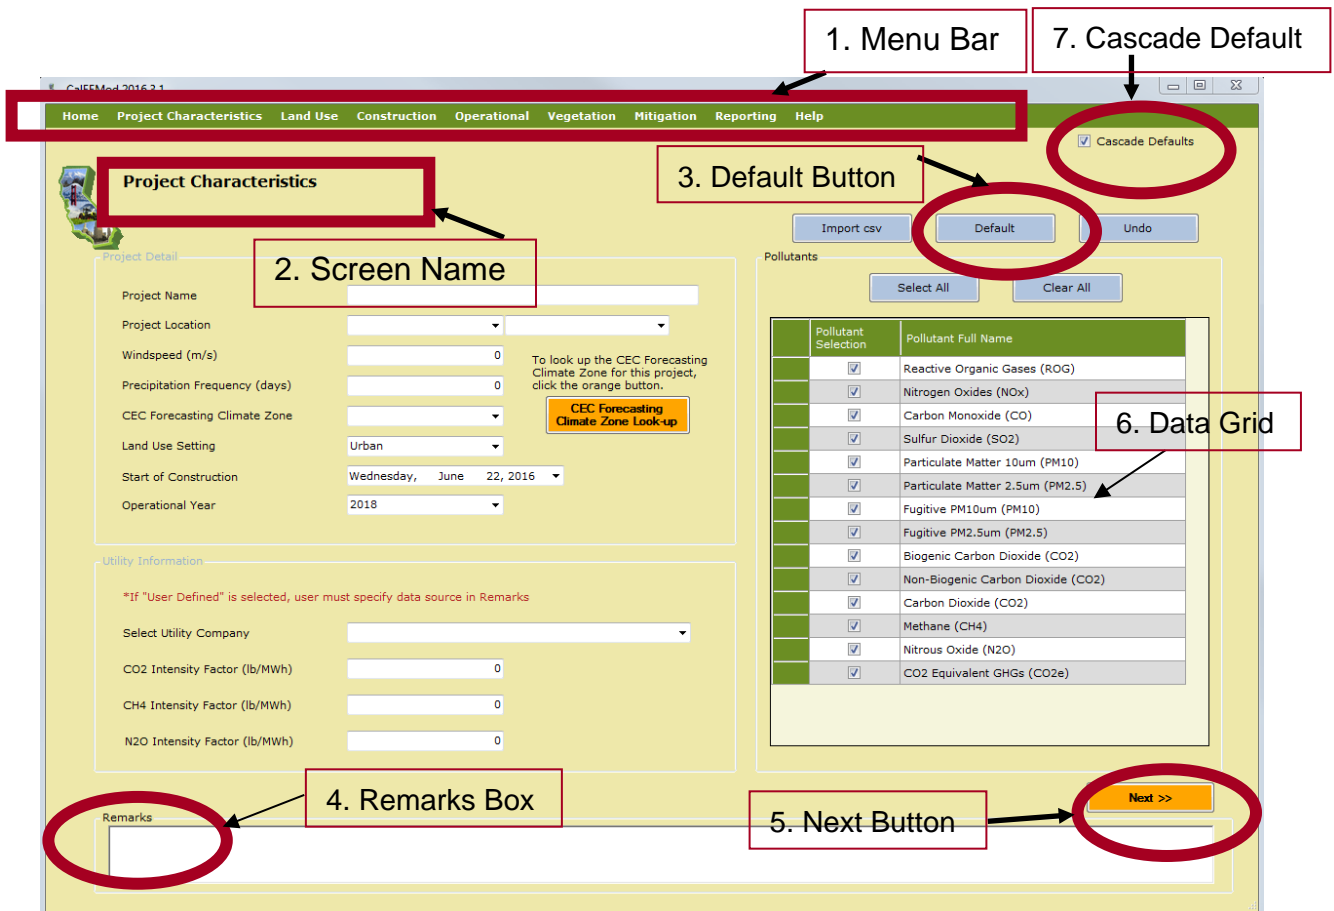 1. Menu Bar
7. Cascade Default
CalEEMod 2016.3.1
Home Project Characteristics Land Use Construction Operational Vegetation Mitigation Reporting Help
Cascade Defaults
Project Characteristics
3. Default Button
Import csv Default Undo
2. Screen Name
Project Detail
Project Name
Project Location
Windspeed (m/s) 0
To look up the CEC Forecasting
Climate Zone for this project,
click the orange button.
Precipitation Frequency (days) 0
CEC Forecasting Climate Zone
CEC Forecasting
Climate Zone Look-up
Land Use Setting Urban
Start of Construction Wednesday, June 22, 2016
Operational Year 2018
Pollutants
Select All Clear All
Pollutant
Selection
Pollutant Full Name
Reactive Organic Gases (ROG)
Nitrogen Oxides (NOx)
Carbon Monoxide (CO)
Sulfur Dioxide (SO2)
Particulate Matter 10um (PM10)
Particulate Matter 2.5um (PM2.5)
Fugitive PM10um (PM10)
Fugitive PM2.5um (PM2.5)
Biogenic Carbon Dioxide (CO2)
Non-Biogenic Carbon Dioxide (CO2)
Carbon Dioxide (CO2)
Methane (CH4)
Nitrous Oxide (N2O)
CO2 Equivalent GHGs (CO2e)
6. Data Grid
Utility Information
*If "User Defined" is selected, user must specify data source in Remarks
Select Utility Company
CO2 Intensity Factor (lb/MWh) 0
CH4 Intensity Factor (lb/MWh) 0
N2O Intensity Factor (lb/MWh) 0
4. Remarks Box
5. Next Button
Next >>
Remarks